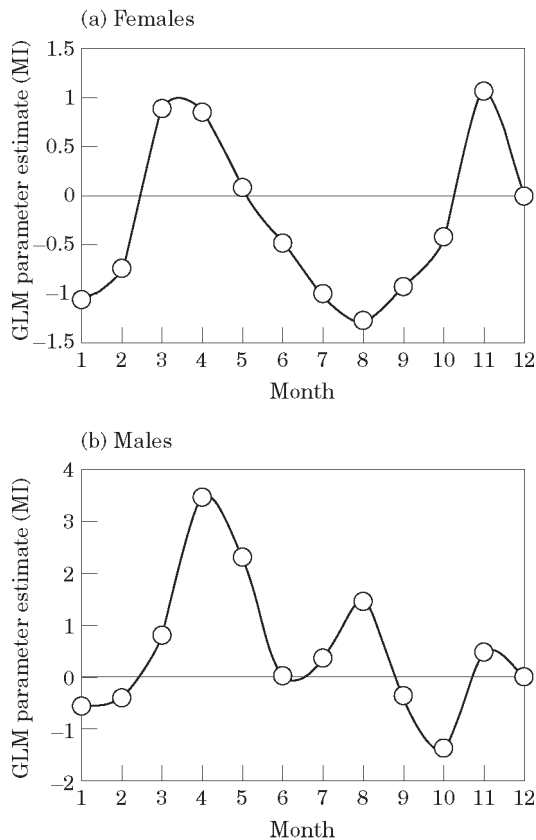 (a) Females
GLM parameter estimate (MI)
1.5
1
0.5
0
−0.5
−1
−1.5
1 2 3 4 5 6 7 8 9 10 11 12
Month
(b) Males
GLM parameter estimate (MI)
4
3
2
1
0
−1
−2
1 2 3 4 5 6 7 8 9 10 11 12
Month